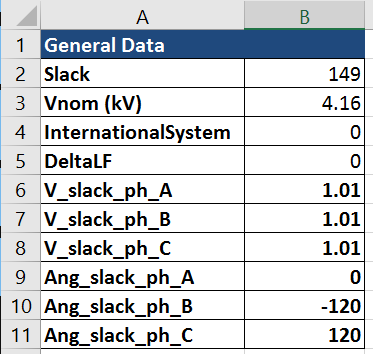 A B
1 General Data
2 Slack 149
3 Vnom (kV) 4.16
4 InternationalSystem 0
5 DeltaLF 0
6 V_slack_ph_A 1.01
7 V_slack_ph_B 1.01
8 V_slack_ph_C 1.01
9 Ang_slack_ph_A 0
10 Ang_slack_ph_B -120
11 Ang_slack_ph_C 120